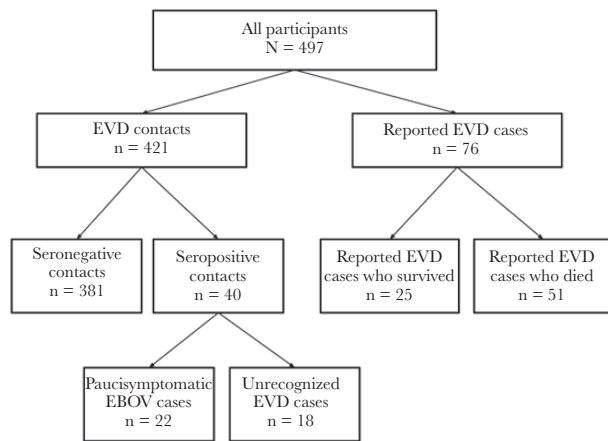 All participants
N = 497
EVD contacts
n = 421
Reported EVD cases
n = 76
Seronegative
contacts
n = 381
Seropositive
contacts
n = 40
Reported EVD
cases who survived
n = 25
Reported EVD
cases who died
n = 51
Paucisymptomatic
EBOV cases
n = 22
Unrecognized
EVD cases
n = 18